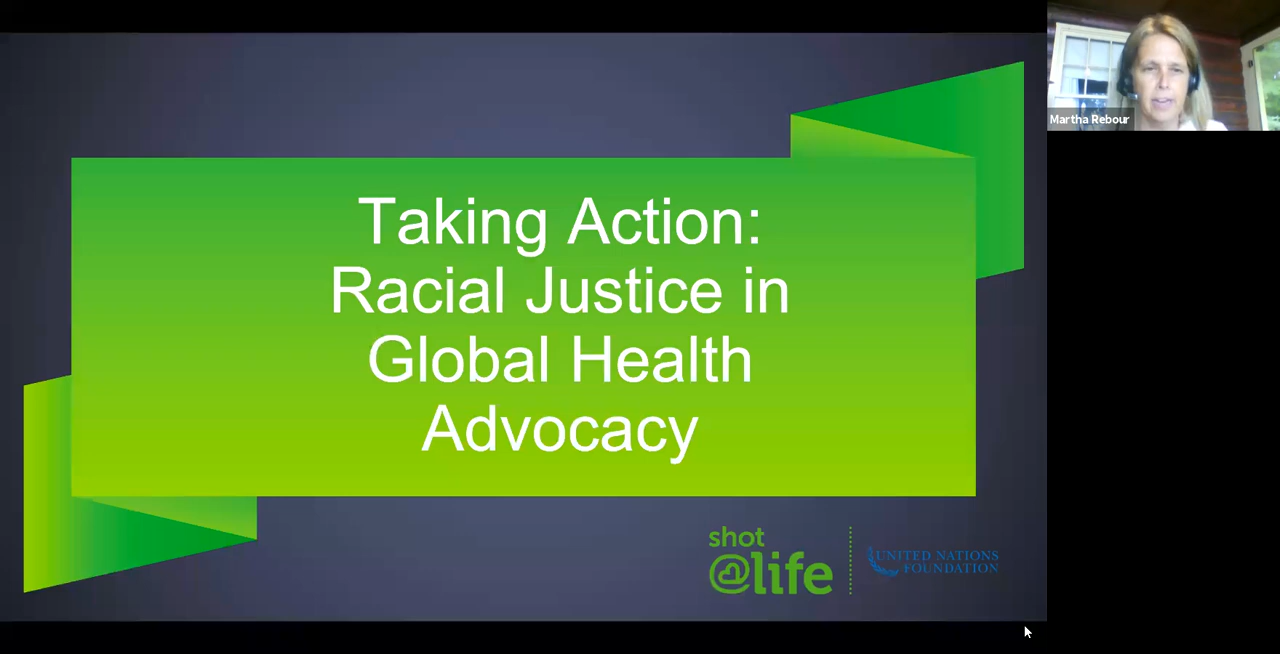 Taking Action:
Racial Justice in
Global Health
Advocacy
shot
@life
UNITED NATIONS
FOUNDATION
Martha Rebour